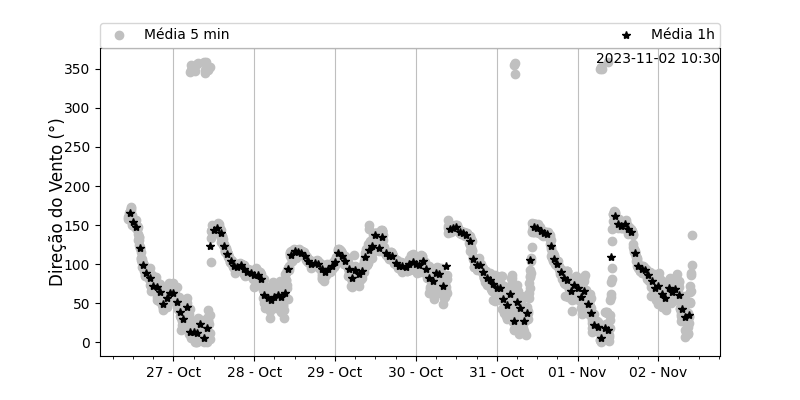 Média 5 min
Média 1h
2023-11-02 10:30
Direção do Vento (°)
350
300
250
200
150
100
50
0
27 - Oct
28 - Oct
29 - Oct
30 - Oct
31 - Oct
01 - Nov
02 - Nov